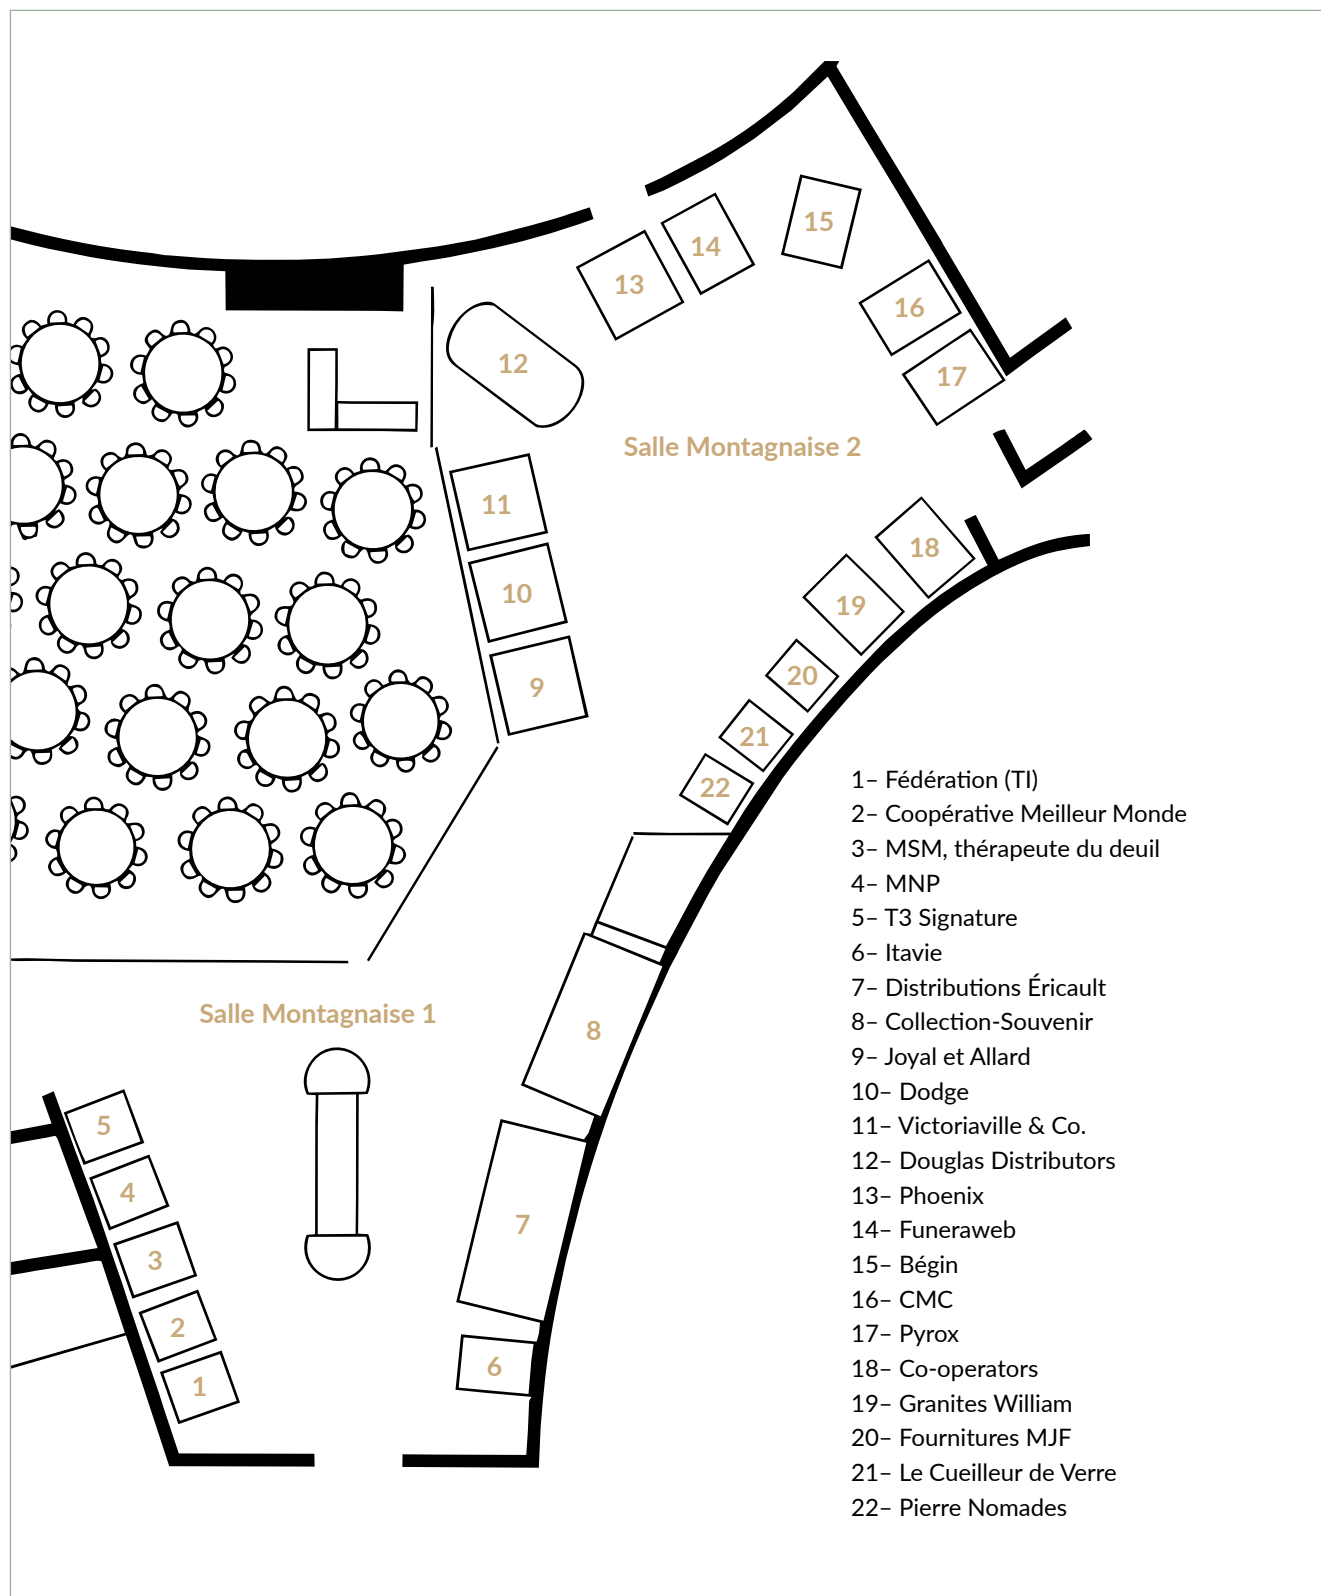 15
14
13
16
12
17
Salle Montagnaise 2
11
18
10
19
20
9
21
22
1– Fédération (TI)
2– Coopérative Meilleur Monde
3– MSM, thérapeute du deuil
4– MNP
5– T3 Signature
6– Itavie
7– Distributions Éricault
8– Collection-Souvenir
9– Joyal et Allard
10– Dodge
11– Victoriaville & Co.
12– Douglas Distributors
13– Phoenix
14– Funeraweb
15– Bégin
16– CMC
17– Pyrox
18– Co-operators
19– Granites William
20– Fournitures MJF
21– Le Cueilleur de Verre
22– Pierre Nomades
Salle Montagnaise 1
8
5
4
7
3
2
6
1